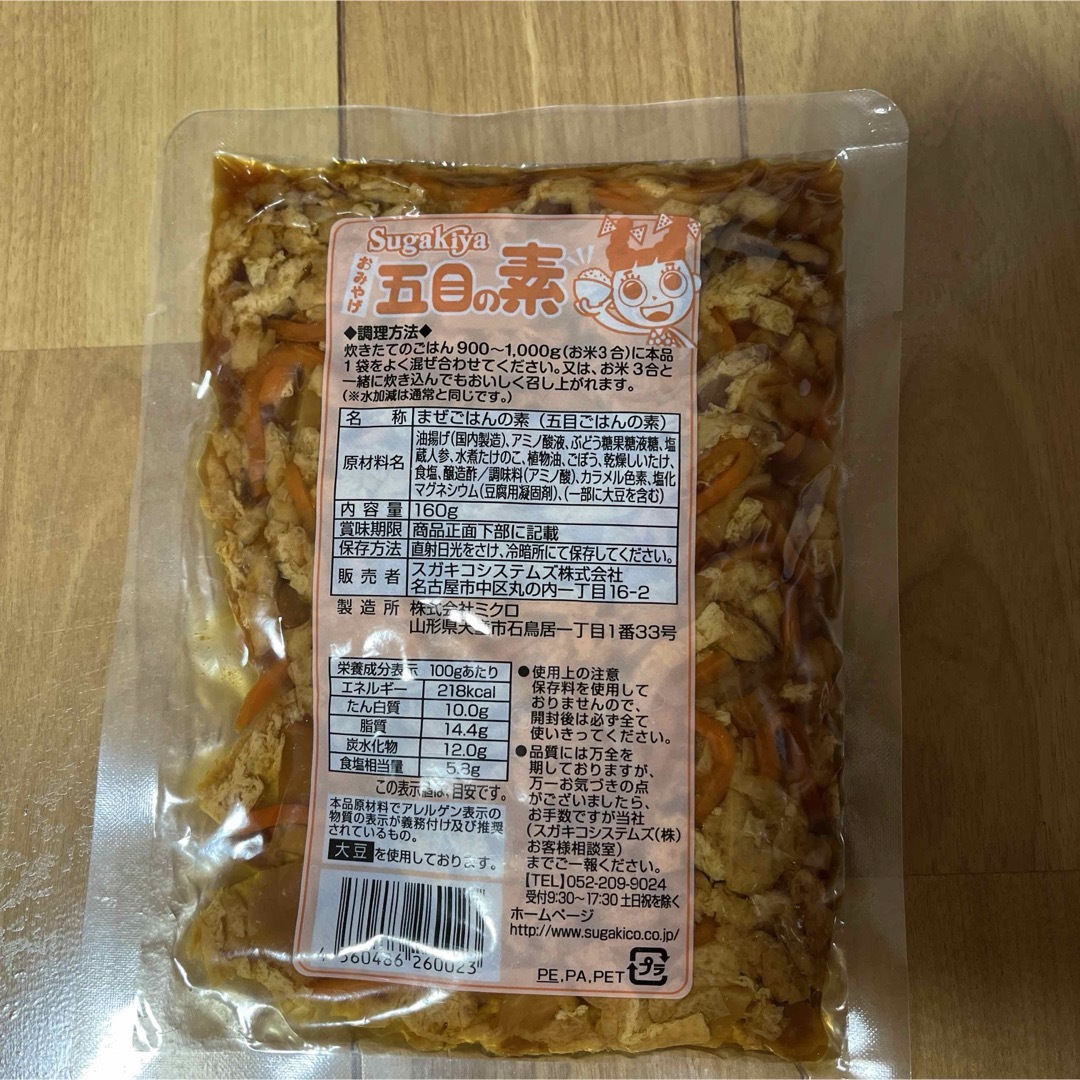 Sugakiya
おみやげ
五目の素
◆調理方法◆
炊きたてのごはん900〜1,000g(お米3合)に本品
1袋をよく混ぜ合わせてください。又は、お米3合と
一緒に炊き込んでもおいしく召し上がれます。
(※水加減は通常と同じです。)
名 称 まぜごはんの素(五目ごはんの素)
原材料名 油揚げ(国内製造)、アミノ酸液、ぶどう糖果糖液糖、塩
蔵人参、水煮たけのこ、植物油、ごぼう、乾燥しいたけ、
食塩、醸造酢/調味料(アミノ酸)、カラメル色素、塩化
マグネシウム(豆腐用凝固剤)、(一部に大豆を含む)
内容量 160g
賞味期限 商品正面下部に記載
保存方法 直射日光をさけ、冷暗所にて保存してください。
販売者 スガキコシステムズ株式会社
名古屋市中区丸の内一丁目16-2
製造所 株式会社ミクロ
山形県天童市石鳥居一丁目1番33号
栄養成分表示 100gあたり
エネルギー 218kcal
たん白質 10.0g
脂質 14.4g
炭水化物 12.0g
食塩相当量 5.8g
この表示値は、目安です。
本品原材料でアレルゲン表示の
物質の表示が義務付け及び推奨
されているもの。
大豆を使用しております。
●使用上の注意
保存料を使用して
おりませんので、
開封後は必ず全て
使いきってください。
●品質には万全を
期しておりますが、
万一お気づきの点
がございましたら、
お手数ですが当社
(スガキコシステムズ(株)
お客様相談室)
までご一報ください。
【TEL】052-209-9024
受付9:30〜17:30 土日祝を除く
ホームページ
http://www.sugakico.co.jp/
4 560486 260023
PE,PA,PET
プラ